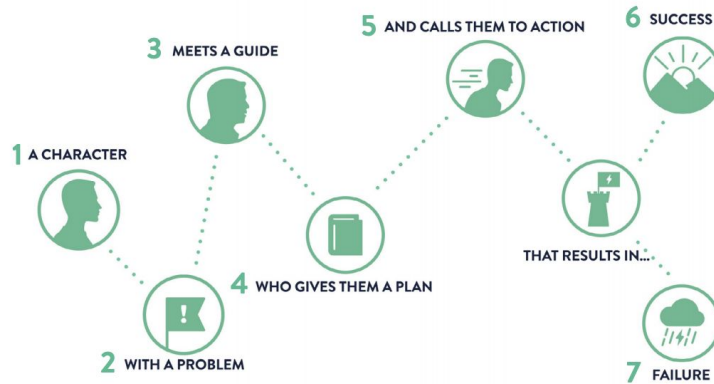 1 A CHARACTER
2 WITH A PROBLEM
3 MEETS A GUIDE
4 WHO GIVES THEM A PLAN
5 AND CALLS THEM TO ACTION
THAT RESULTS IN...
6 SUCCESS
7 FAILURE